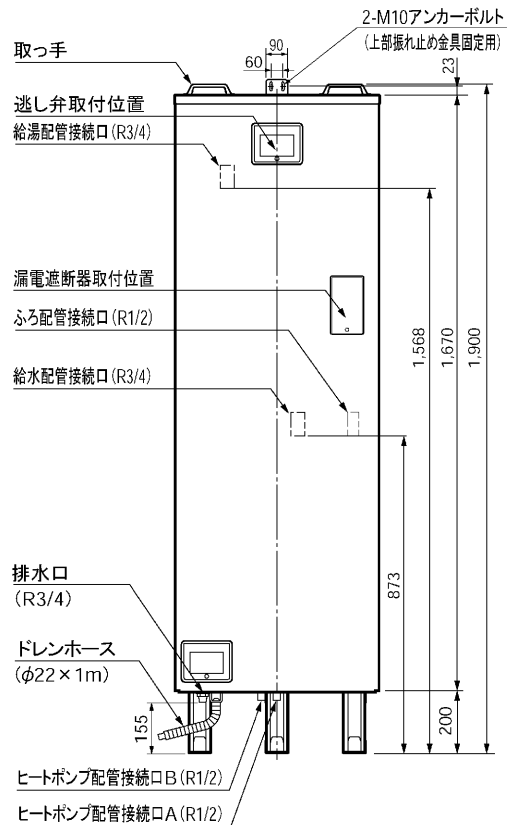 2-M10アンカーボルト
(上部振れ止め金具固定用)
90
60
23
取っ手
逃し弁取付位置
給湯配管接続口(R3/4)
漏電遮断器取付位置
ふろ配管接続口(R1/2)
給水配管接続口(R3/4)
1,568
1,670
1,900
873
排水口
(R3/4)
ドレンホース
(φ22×1m)
155
200
ヒートポンプ配管接続口B(R1/2)
ヒートポンプ配管接続口A(R1/2)